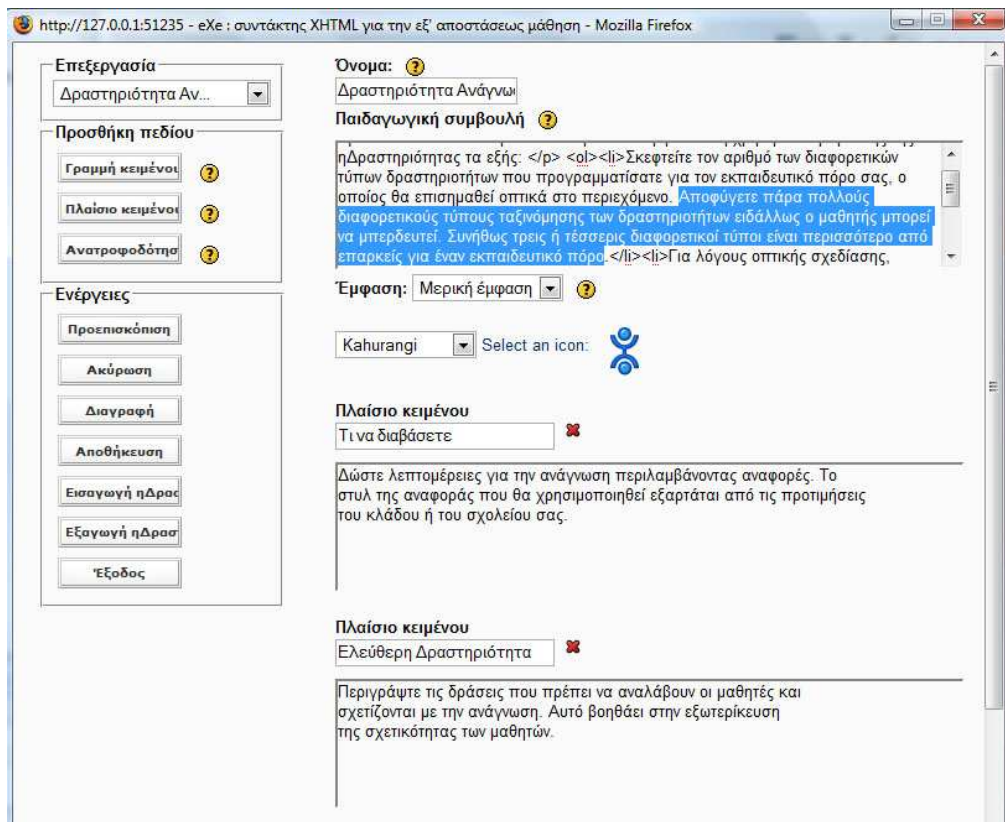 http://127.0.0.1:51235 - eXe : συντάκτης XHTML για την εξ' αποστάσεως μάθηση - Mozilla Firefox
Επεξεργασία
Δραστηριότητα Αν...
Προσθήκη πεδίου
Γραμμή κειμένου
Πλαίσιο κειμένου
Ανατροφοδότησ
Ενέργειες
Προεπισκόπιση
Ακύρωση
Διαγραφή
Αποθήκευση
Εισαγωγή ηΔρασ
Εξαγωγή ηΔρασ
Έξοδος
Όνομα:
Δραστηριότητα Ανάγνω
Παιδαγωγική συμβουλή
ηΔραστηριότητας τα εξής: </p> <ol><li>Σκεφτείτε τον αριθμό των διαφορετικών
τύπων δραστηριοτήτων που προγραμματίσατε για τον εκπαιδευτικό πόρο σας, ο
οποίος θα επισημαθεί οπτικά στο περιεχόμενο. Αποφύγετε πάρα πολλούς
διαφορετικούς τύπους ταξινόμησης των δραστηριοτήτων ειδάλλως ο μαθητής μπορεί
να μπερδευτεί. Συνήθως τρεις ή τέσσερις διαφορετικοί τύποι είναι περισσότερο από
επαρκείς για έναν εκπαιδευτικό πόρο.</li><li>Για λόγους οπτικής σχεδίασης,
Έμφαση: Μερική έμφαση
Kahurangi Select an icon:
Πλαίσιο κειμένου
Τι να διαβάσετε
Δώστε λεπτομέρειες για την ανάγνωση περιλαμβάνοντας αναφορές. Το
στυλ της αναφοράς που θα χρησιμοποιηθεί εξαρτάται από τις προτιμήσεις
του κλάδου ή του σχολείου σας.
Πλαίσιο κειμένου
Ελεύθερη Δραστηριότητα
Περιγράψτε τις δράσεις που πρέπει να αναλάβουν οι μαθητές και
σχετίζονται με την ανάγνωση. Αυτό βοηθάει στην εξωτερίκευση
της σχετικότητας των μαθητών.